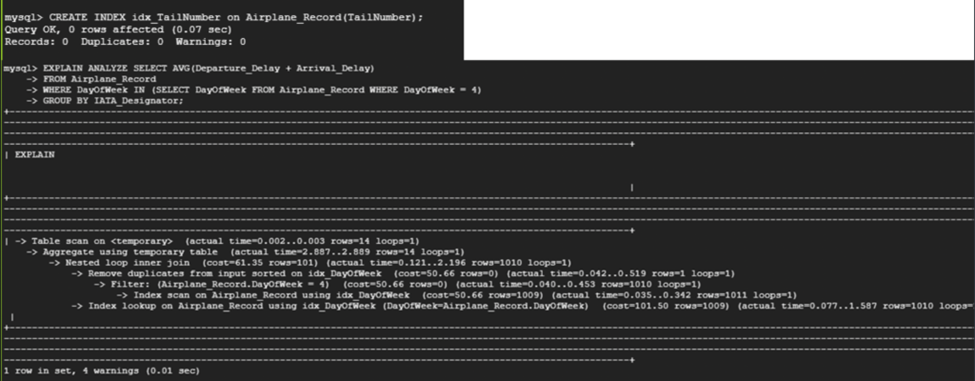 mysql> CREATE INDEX idx_TailNumber on Airplane_Record(TailNumber);
Query OK, 0 rows affected (0.07 sec)
Records: 0  Duplicates: 0  Warnings: 0
mysql> EXPLAIN ANALYZE SELECT AVG(Departure_Delay + Arrival_Delay)
-> FROM Airplane_Record
-> WHERE DayOfWeek IN (SELECT DayOfWeek FROM Airplane_Record WHERE DayOfWeek = 4)
-> GROUP BY IATA_Designator;
| EXPLAIN
|
| -> Table scan on <temporary>  (actual time=0.002..0.003 rows=14 loops=1)
-> Aggregate using temporary table  (actual time=2.887..2.889 rows=14 loops=1)
-> Nested loop inner join  (cost=61.35 rows=101) (actual time=0.121..2.196 rows=1010 loops=1)
-> Remove duplicates from input sorted on idx_DayOfWeek  (cost=50.66 rows=0) (actual time=0.042..0.519 rows=1 loops=1)
-> Filter: (Airplane_Record.DayOfWeek = 4)  (cost=50.66 rows=0) (actual time=0.040..0.453 rows=1010 loops=1)
-> Index scan on Airplane_Record using idx_DayOfWeek  (cost=50.66 rows=1009) (actual time=0.035..0.342 rows=1011 loops=1)
-> Index lookup on Airplane_Record using idx_DayOfWeek (DayOfWeek=Airplane_Record.DayOfWeek)  (cost=101.50 rows=1009) (actual time=0.077..1.587 rows=1010 loops=
|
1 row in set, 4 warnings (0.01 sec)